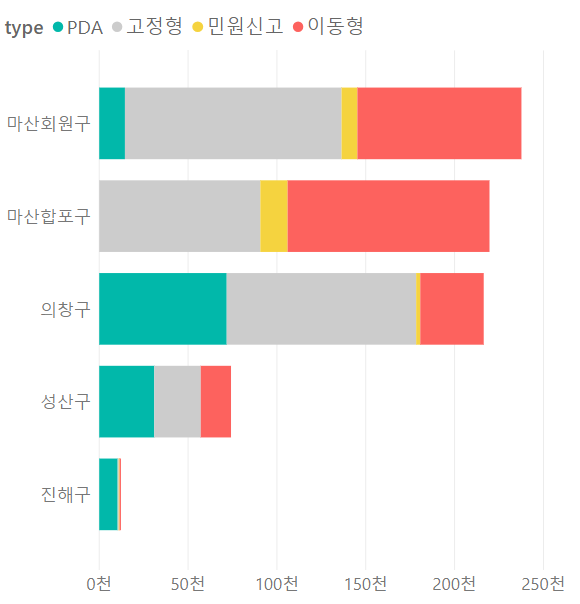 type PDA 고정형 민원신고 이동형
마산회원구
마산합포구
의창구
성산구
진해구
0천 50천 100천 150천 200천 250천